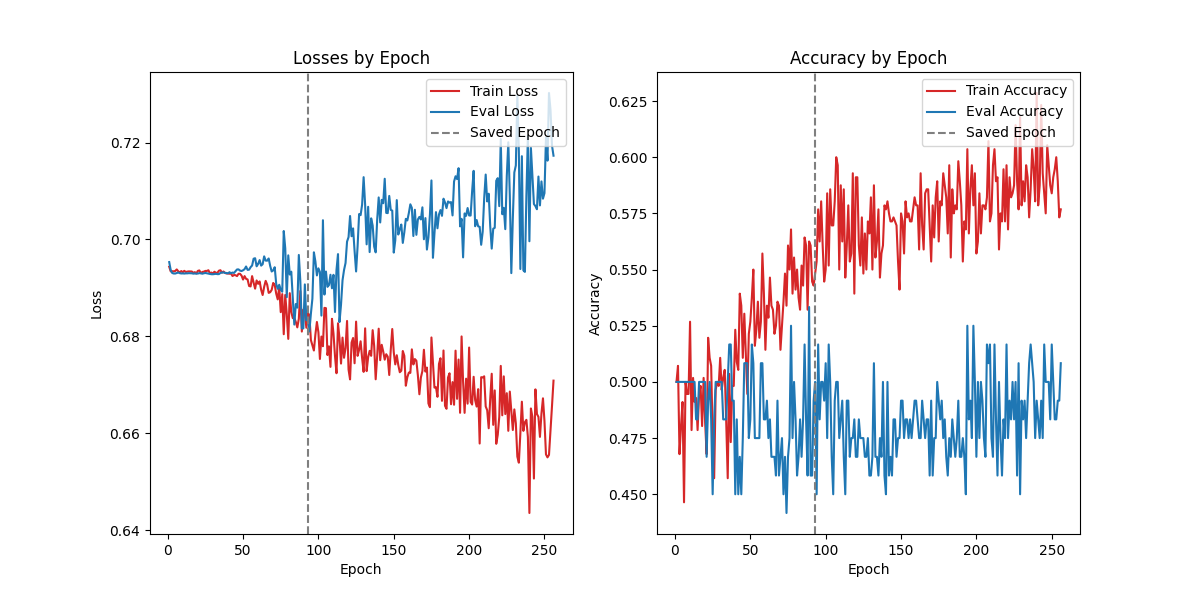 Losses by Epoch
Loss
0.72
0.70
0.68
0.66
0.64
0
50
100
150
200
250
Epoch
Train Loss
Eval Loss
Saved Epoch
Accuracy by Epoch
Accuracy
0.625
0.600
0.575
0.550
0.525
0.500
0.475
0.450
0
50
100
150
200
250
Epoch
Train Accuracy
Eval Accuracy
Saved Epoch